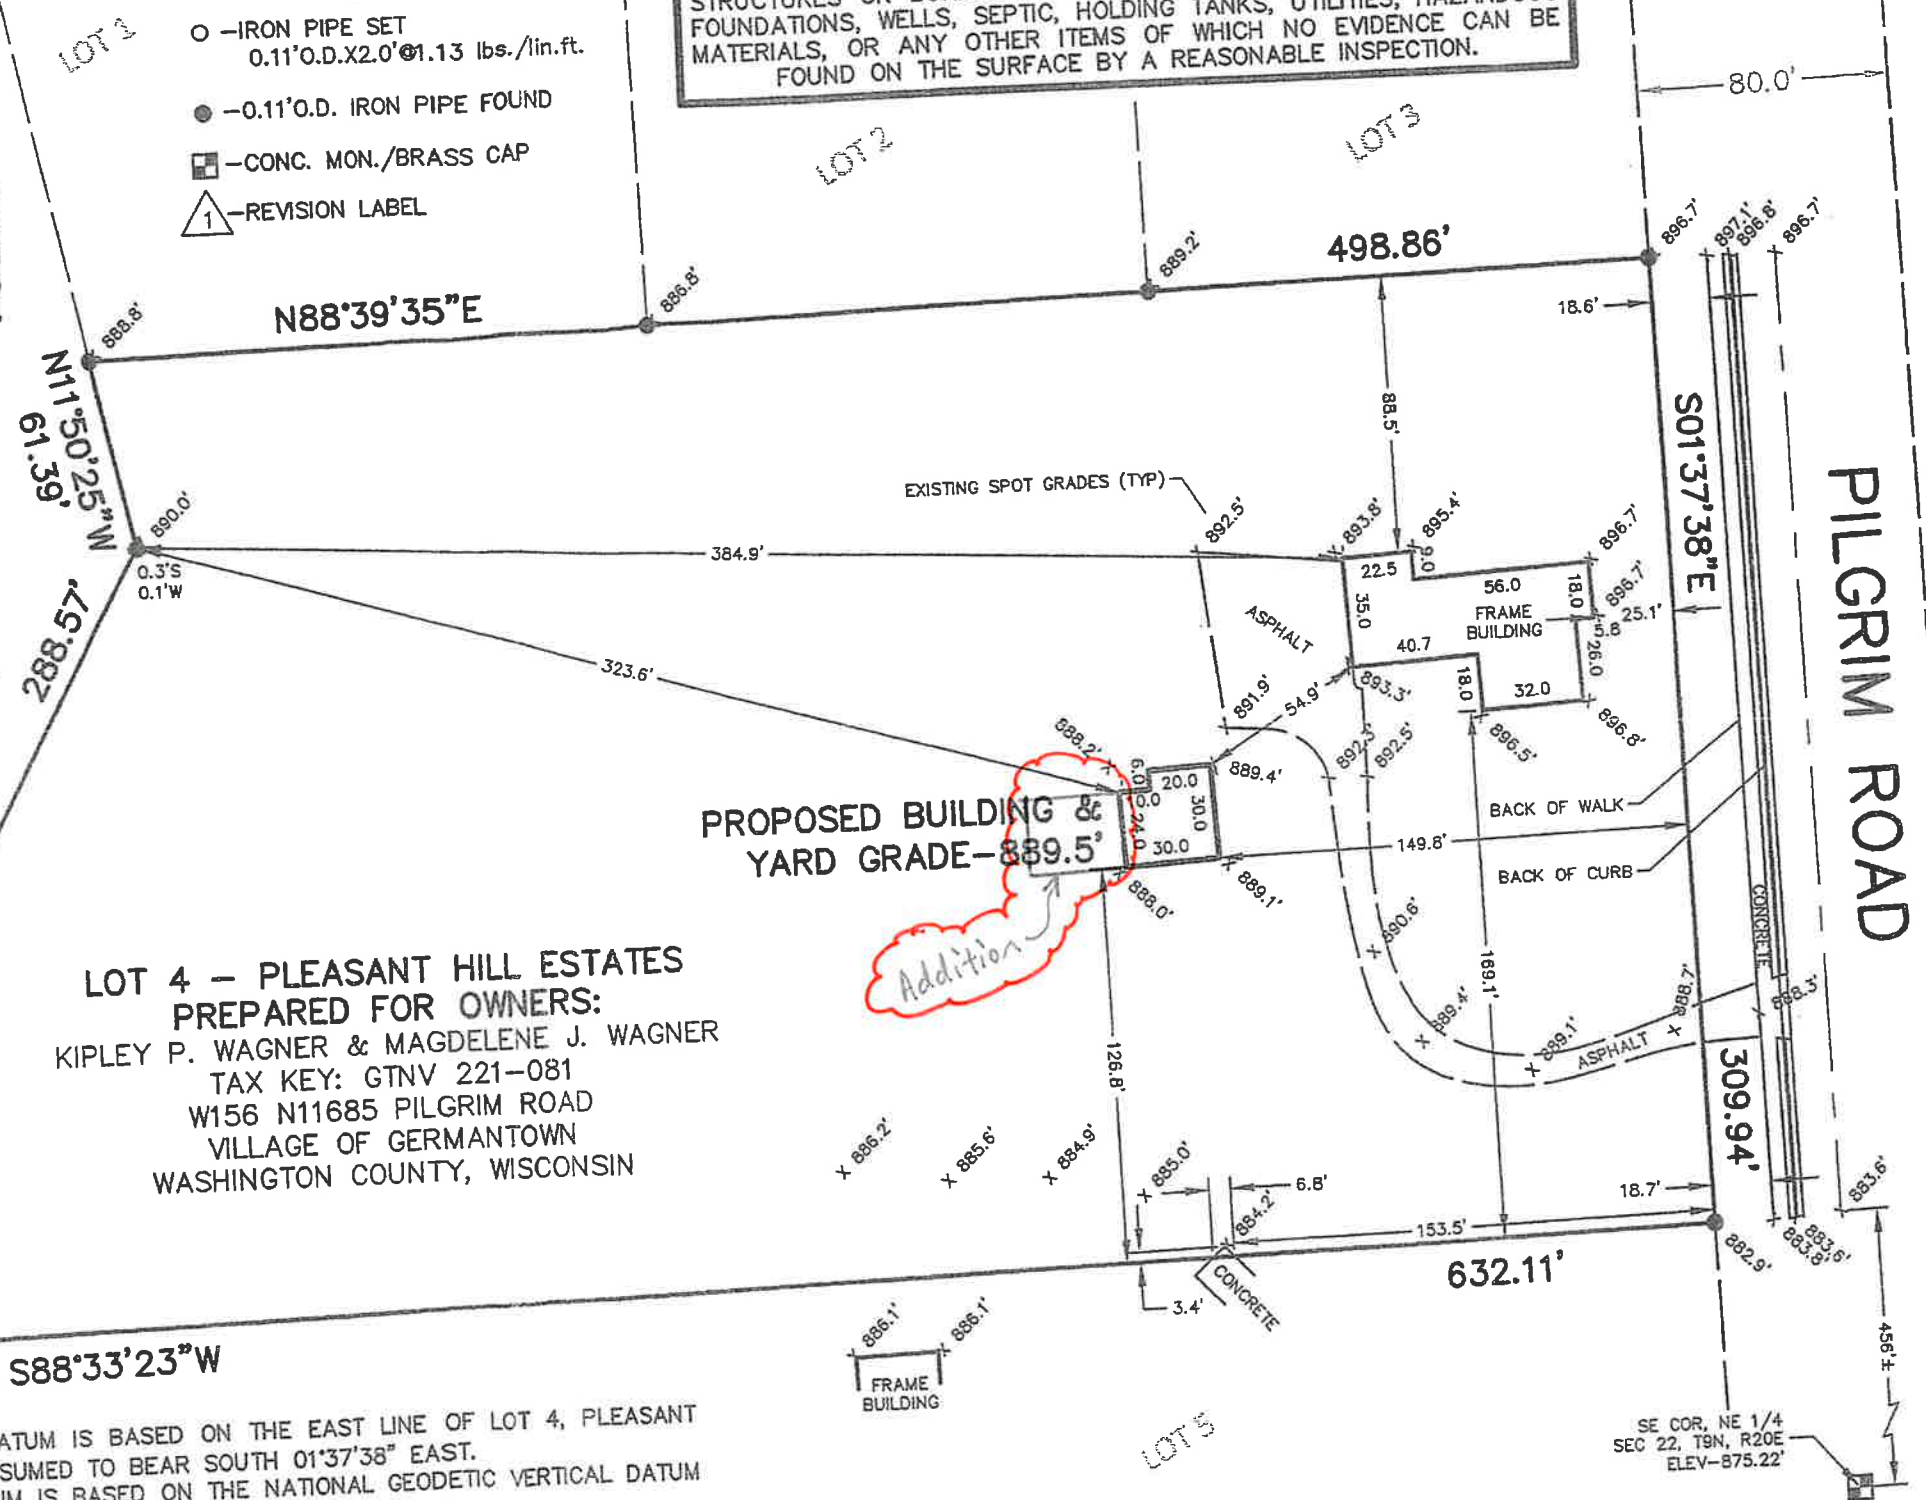 LOT 1
-IRON PIPE SET
0.11'O.D.X2.0'@1.13 lbs./lin.ft.
-0.11'O.D. IRON PIPE FOUND
-CONC. MON./BRASS CAP
1
-REVISION LABEL
FOUNDATIONS, WELLS, SEPTIC, HOLDING TANKS, UTILITIES, HAZARDOUS
MATERIALS, OR ANY OTHER ITEMS OF WHICH NO EVIDENCE CAN BE
FOUND ON THE SURFACE BY A REASONABLE INSPECTION.
80.0'
LOT 2
LOT 3
896.7'
897.1'
896.8'
896.7'
889.2'
498.86'
886.8'
18.6'
N88°39'35"E
888.8'
N11°50'25"W
61.39'
88.5'
S01°37'38"E
PILGRIM ROAD
EXISTING SPOT GRADES (TYP)
892.5'
893.8'
895.4'
896.7'
890.0'
384.9'
0.3'S
0.1'W
22.5
9.0
56.0
18.0
896.7'
25.1'
35.0
FRAME
BUILDING
5.8
26.0
ASPHALT
40.7
18.0
32.0
288.57'
323.6'
891.9'
54.9'
893.3'
896.5'
896.8'
588.2'
892.5'
892.5'
6.0
20.0
889.4'
0.0
30.0
24.0
30.0
PROPOSED BUILDING &
YARD GRADE-889.5'
BACK OF WALK
149.8'
BACK OF CURB
888.0'
889.1'
CONCRETE
Addition
890.6'
169.1'
LOT 4 - PLEASANT HILL ESTATES
PREPARED FOR OWNERS:
KIPLEY P. WAGNER & MAGDELENE J. WAGNER
TAX KEY: GTNV 221-081
W156 N11685 PILGRIM ROAD
VILLAGE OF GERMANTOWN
WASHINGTON COUNTY, WISCONSIN
888.7'
888.3'
889.4'
889.1'
ASPHALT
126.8'
309.94'
886.2'
885.6'
884.9'
885.0'
6.8'
884.2'
18.7'
883.6'
153.5'
632.11'
882.9'
883.8'
883.6'
CONCRETE
3.4'
886.1'
886.1'
FRAME
BUILDING
456'±
S88°33'23"W
LOT 5
SE COR, NE 1/4
SEC 22, T9N, R20E
ELEV-875.22'
ATUM IS BASED ON THE EAST LINE OF LOT 4, PLEASANT
SUMED TO BEAR SOUTH 01°37'38" EAST.
UM IS BASED ON THE NATIONAL GEODETIC VERTICAL DATUM